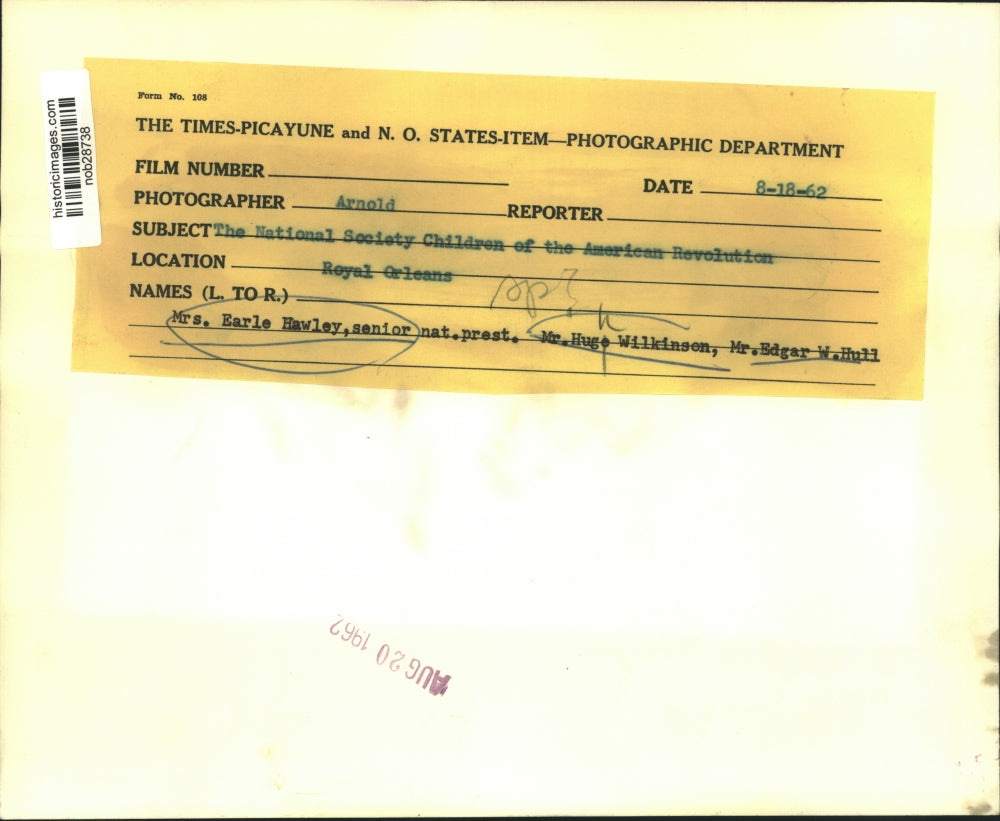 historicimages.com
nob28738
Form No. 108
THE TIMES-PICAYUNE and N. O. STATES-ITEM—PHOTOGRAPHIC DEPARTMENT
FILM NUMBER
DATE 8-18-62
PHOTOGRAPHER Arnold REPORTER
SUBJECT The National Society Children of the American Revolution
LOCATION Royal Orleans
NAMES (L. TO R.)
Mrs. Earle Hawley,senior nat.prest. Mr.Hugo Wilkinson, Mr.Edgar W.Hull
AUG 20 1962